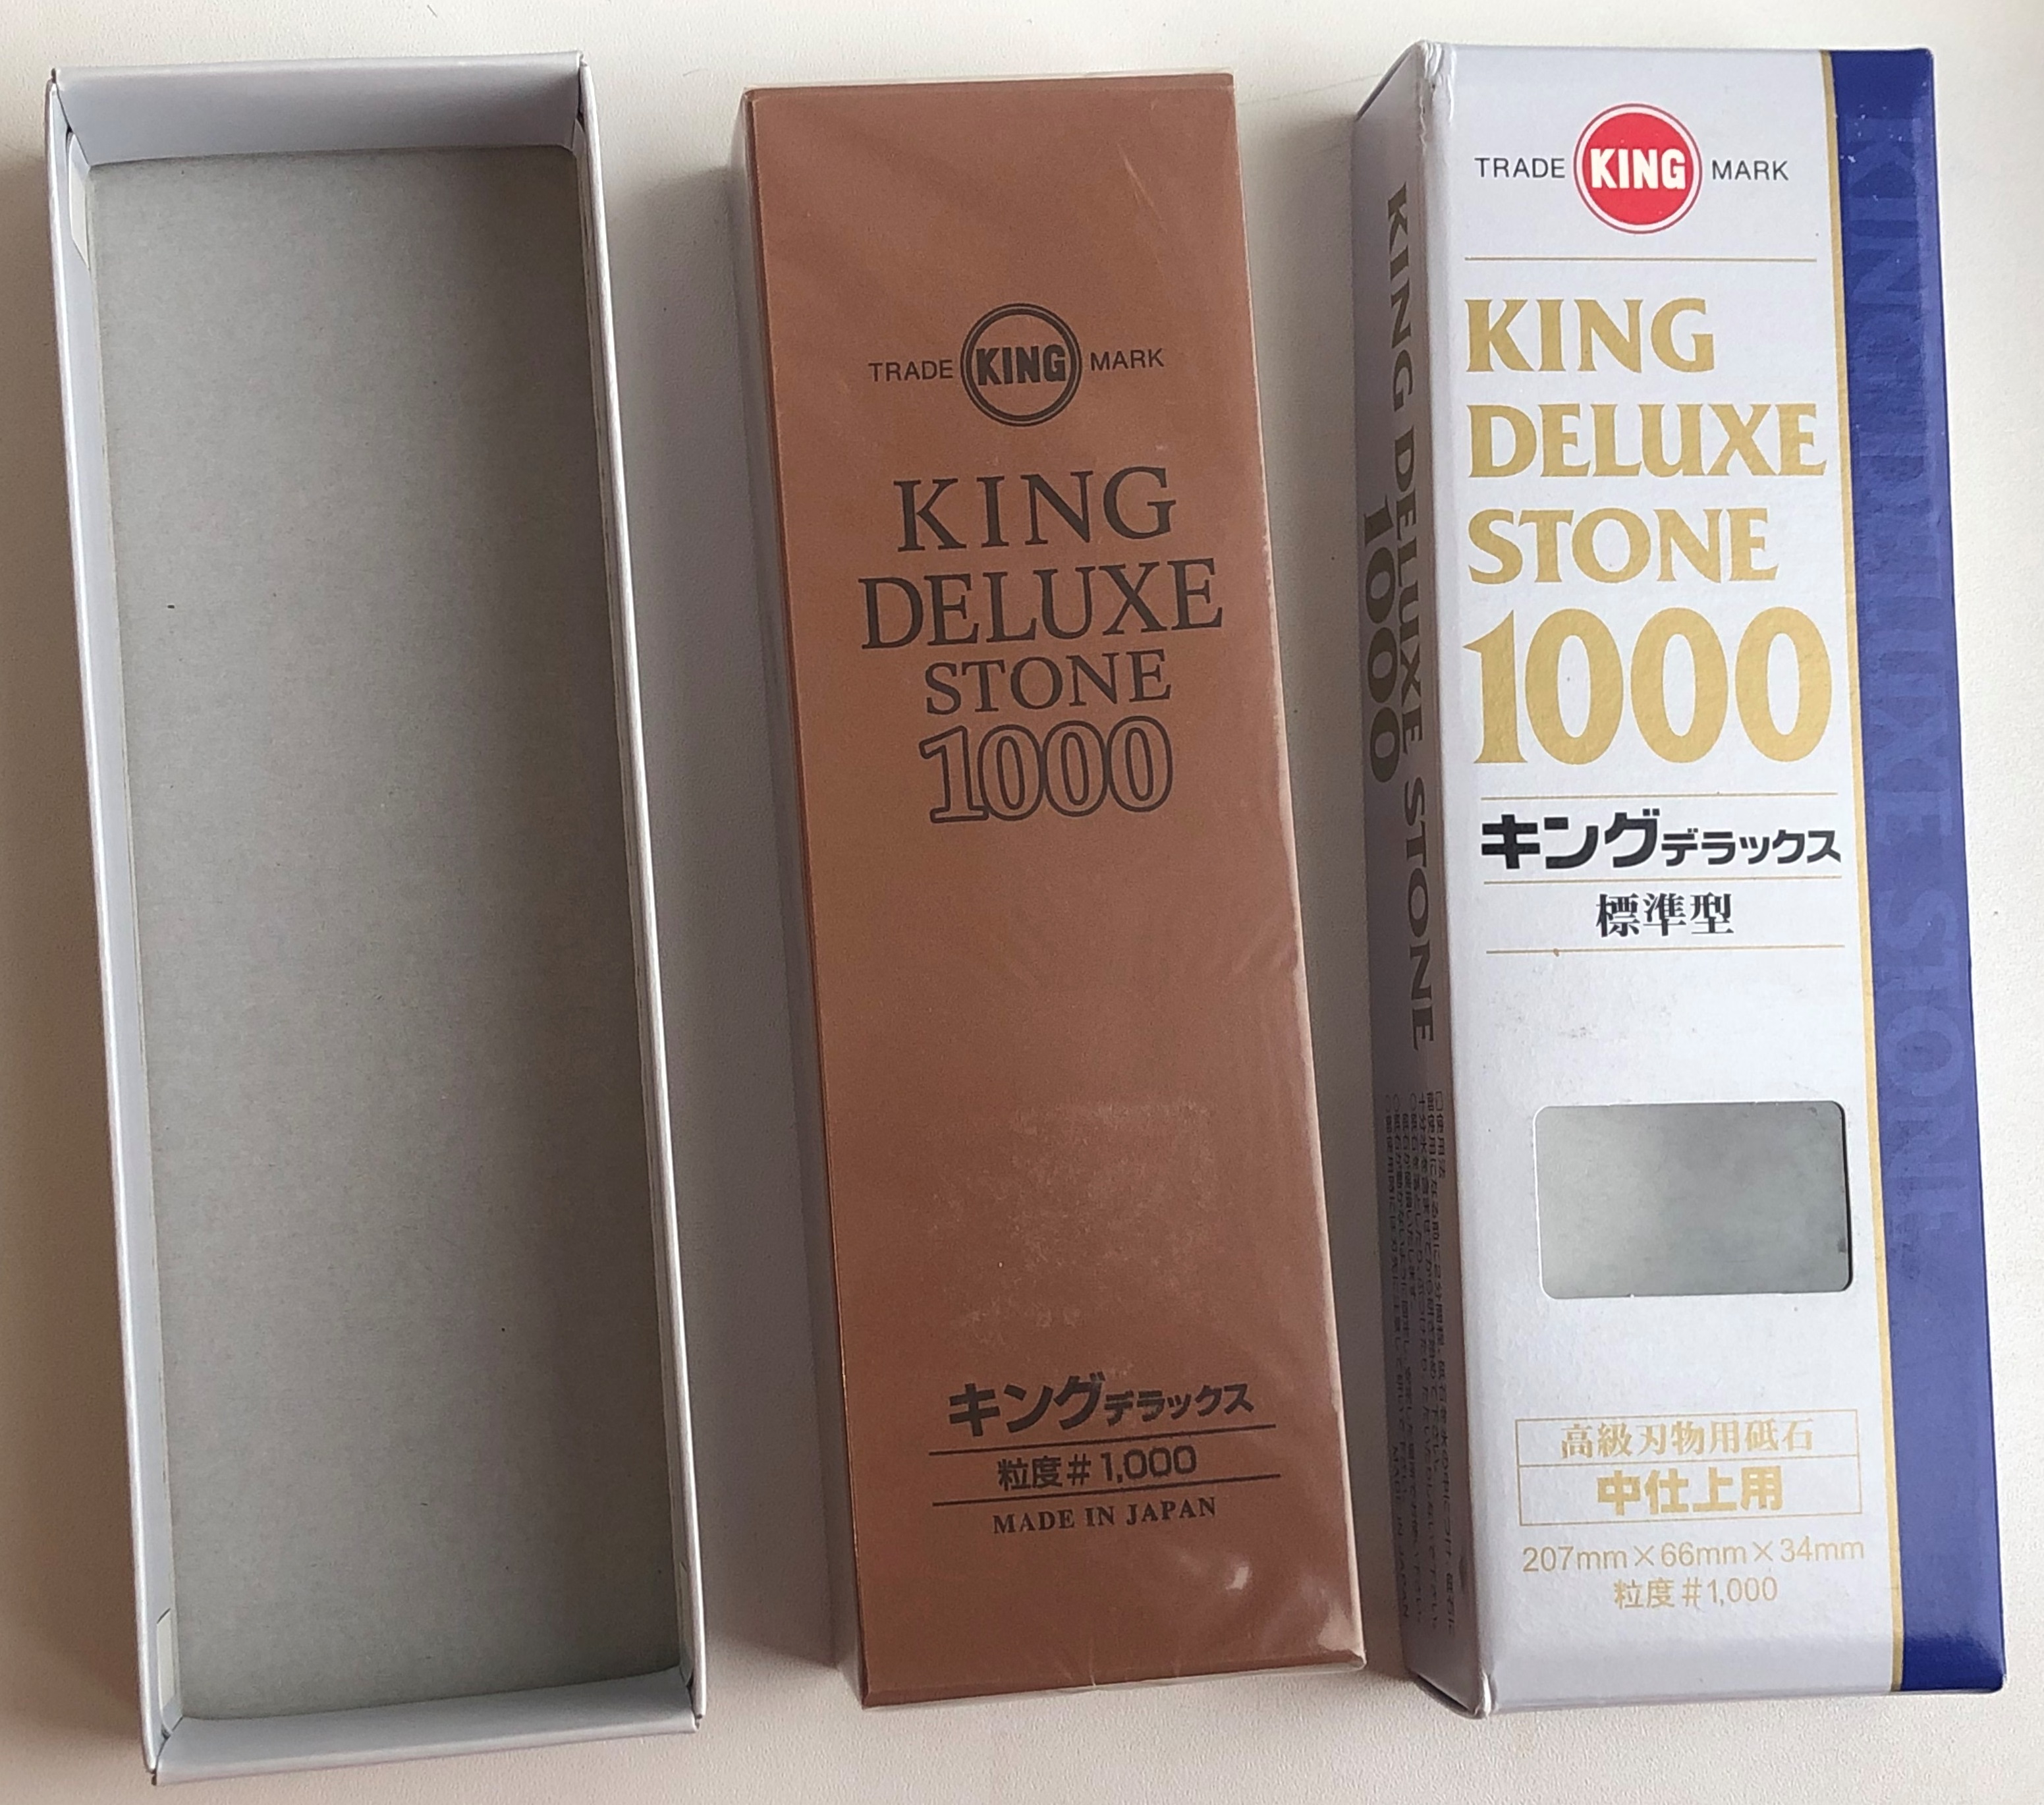 TRADE KING MARK
KING
DELUXE
STONE
1000
キングデラックス
粒度#1,000
MADE IN JAPAN
KING DELUXE STONE
1000
TRADE KING MARK
KING
DELUXE
STONE
1000
キングデラックス
標準型
高級刃物用砥石
中仕上用
207mm×66mm×34mm
粒度#1,000
KING DELUXE STONE